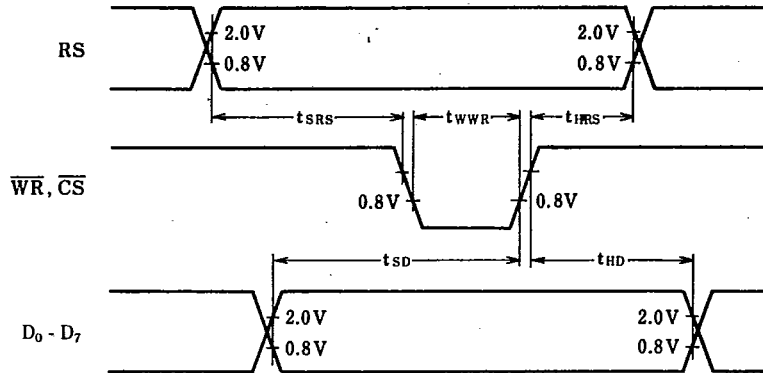 2.0V 2.0V
RS
0.8V 0.8V
tSRS tWWR tHRS
WR, CS
0.8V 0.8V
tSD tHD
2.0V 2.0V
D0 - D7
0.8V 0.8V